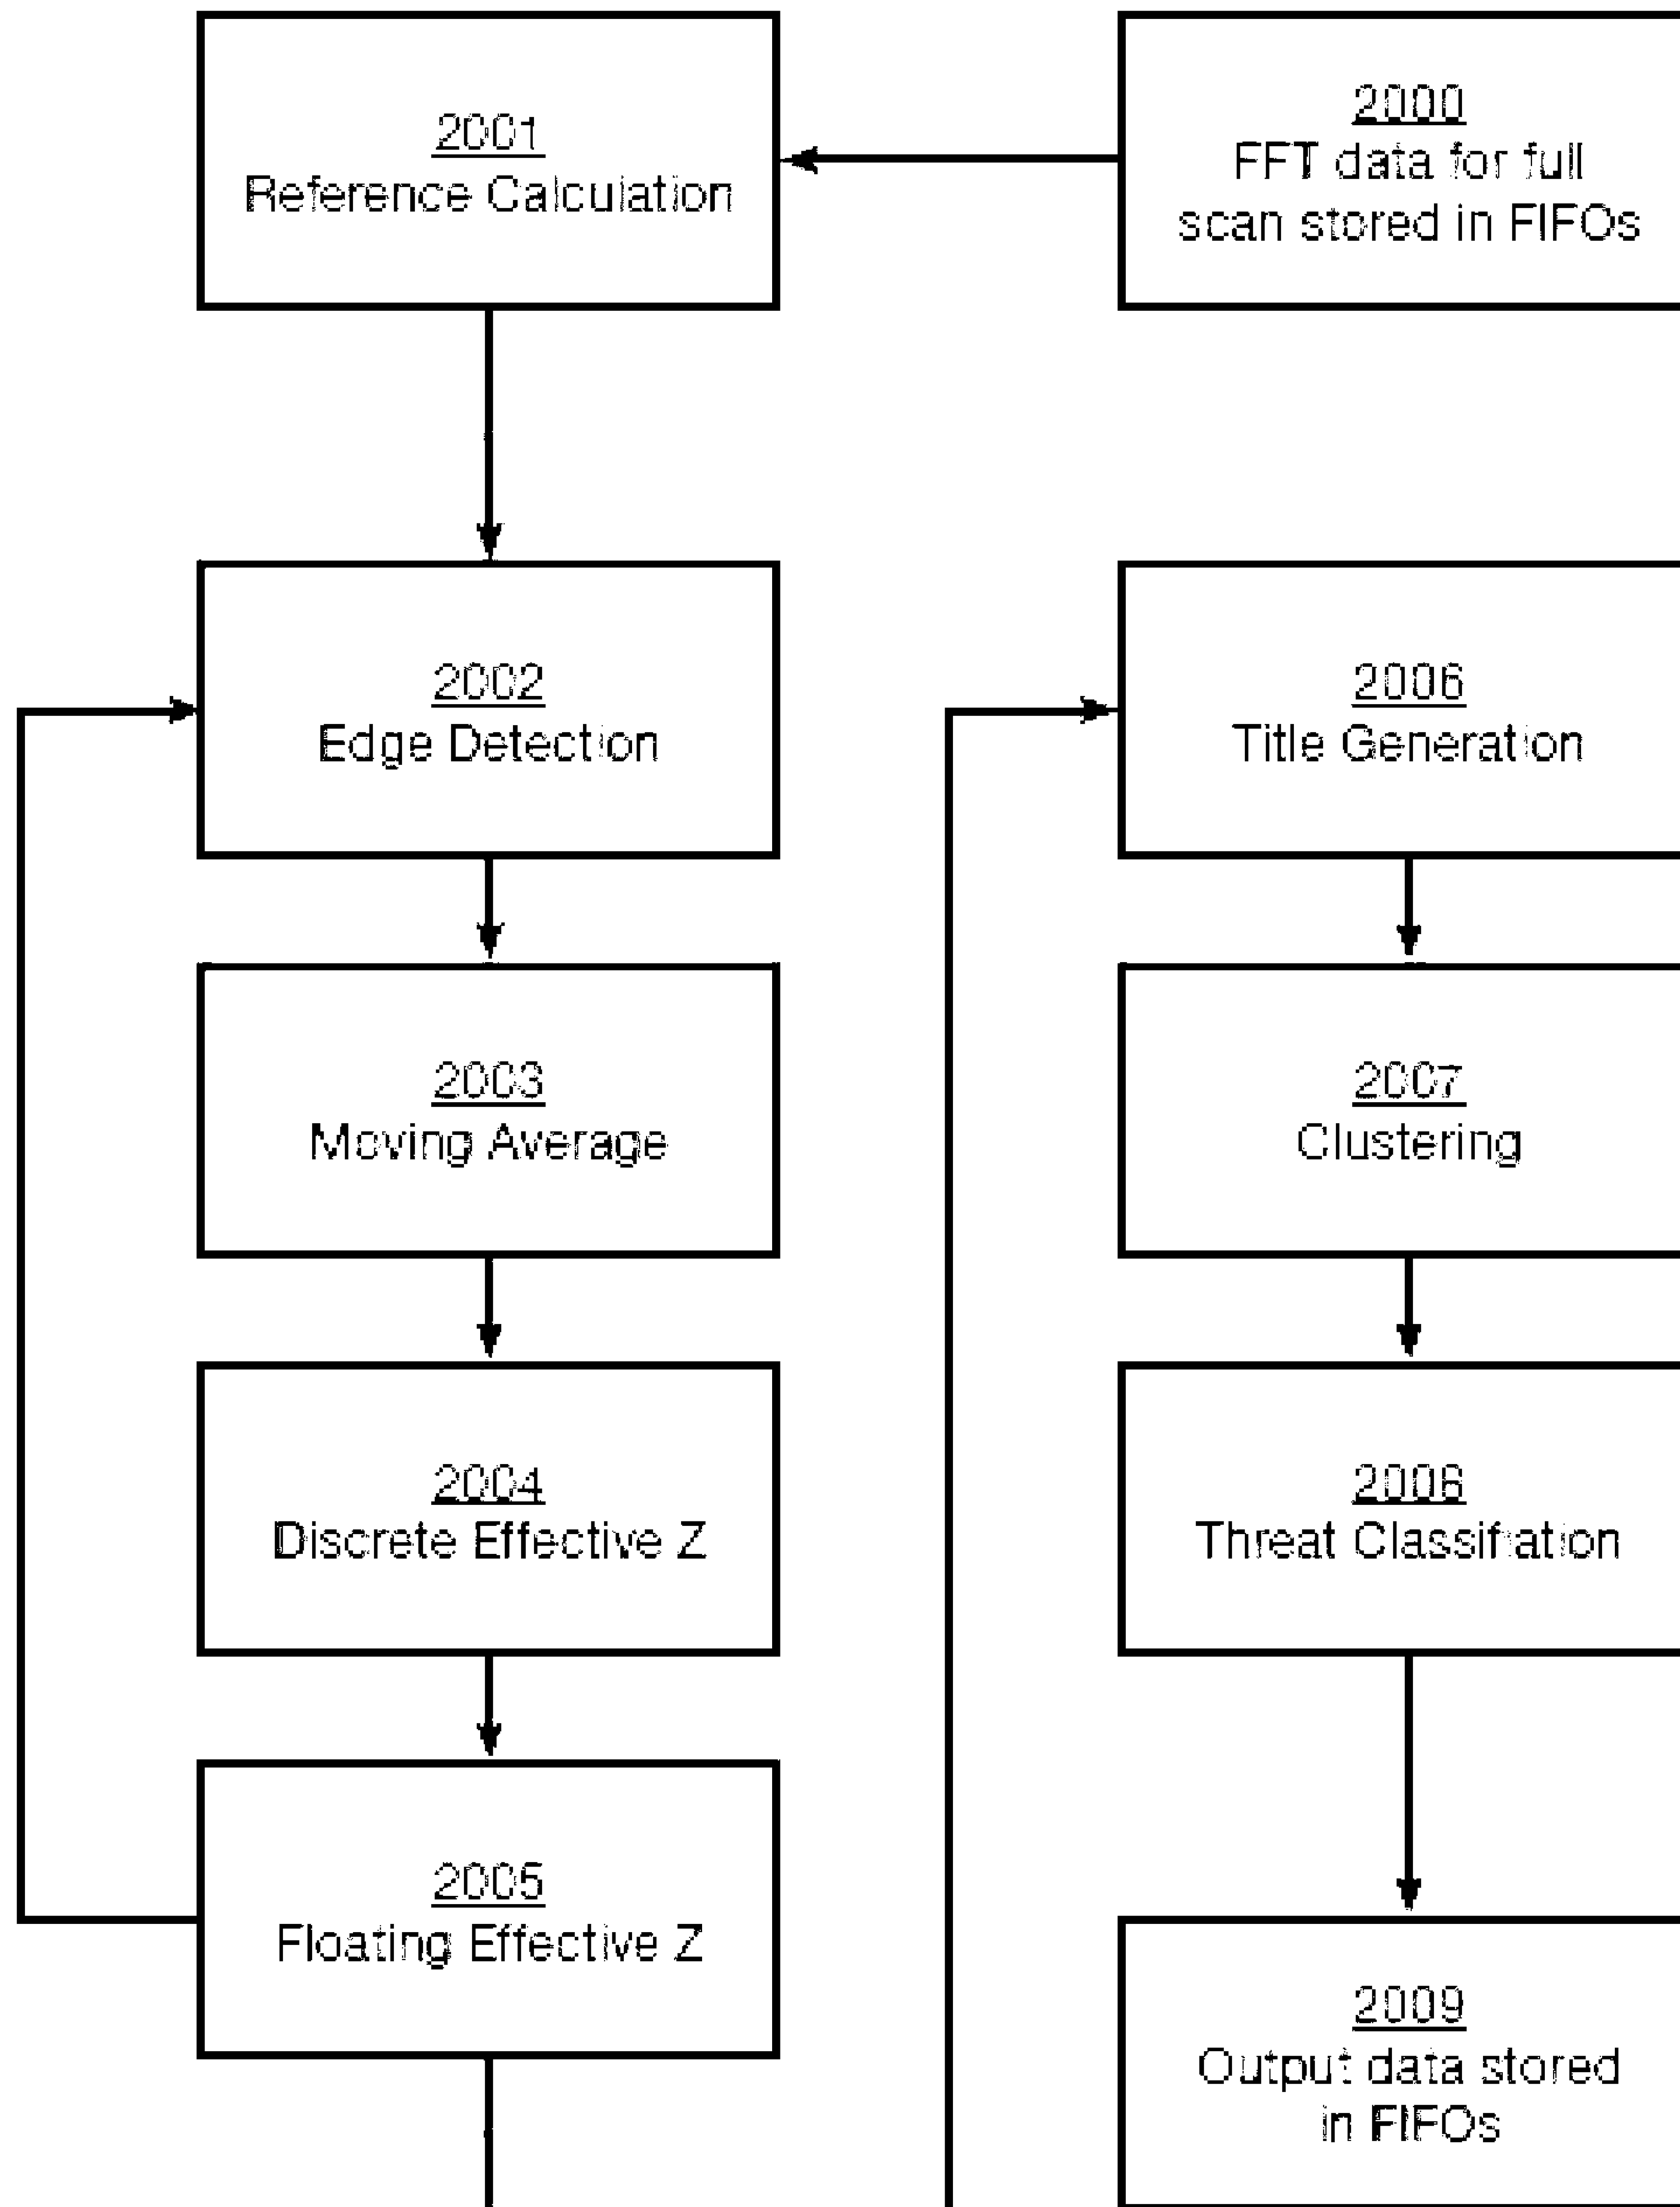 2001
Reference Calculation
2000
FFT data for full
scan stored in FIFOs
2002
Edge Detection
2003
Moving Average
2004
Discrete Effective Z
2005
Floating Effective Z
2006
Title Generation
2007
Clustering
2008
Threat Classifiation
2009
Output data stored
in FIFOs